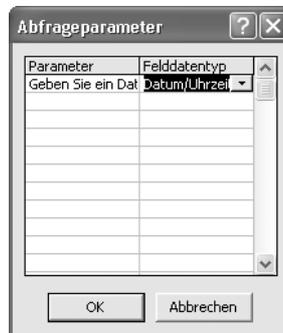 Abfrageparameter
Parameter Felddatentyp
Geben Sie ein Dat Datum/Uhrzeit
OK Abbrechen